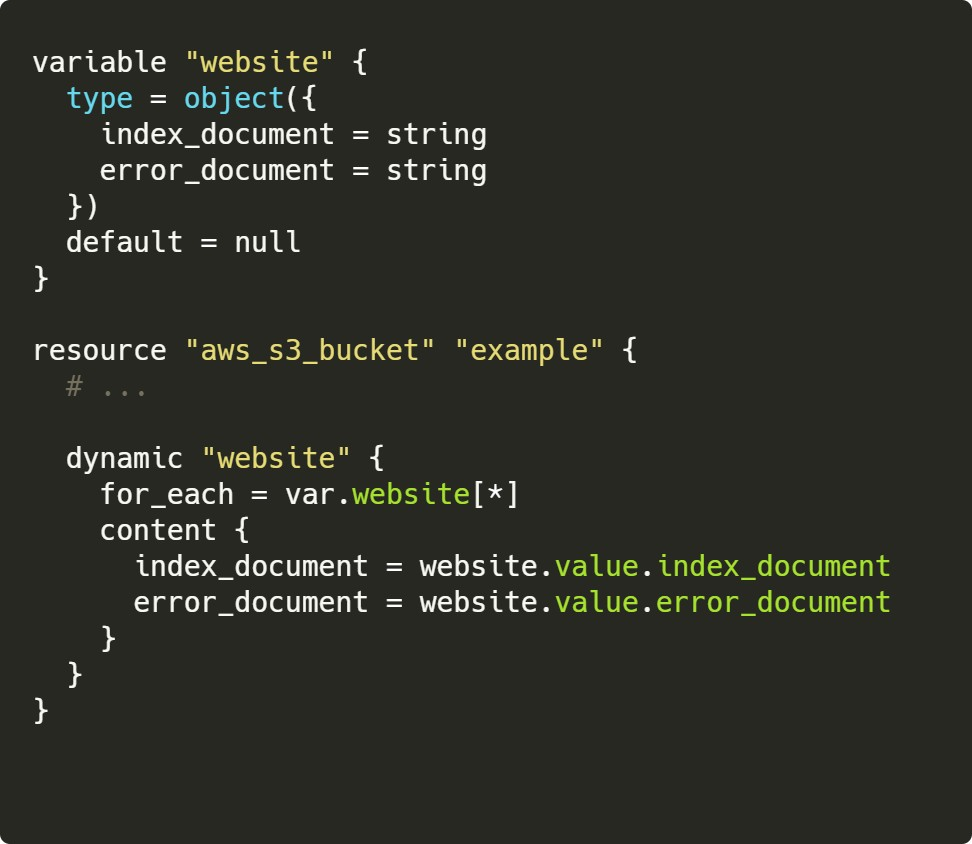 variable "website" {
  type = object({
    index_document = string
    error_document = string
  })
  default = null
}

resource "aws_s3_bucket" "example" {
  # ...

  dynamic "website" {
    for_each = var.website[*]
    content {
      index_document = website.value.index_document
      error_document = website.value.error_document
    }
  }
}